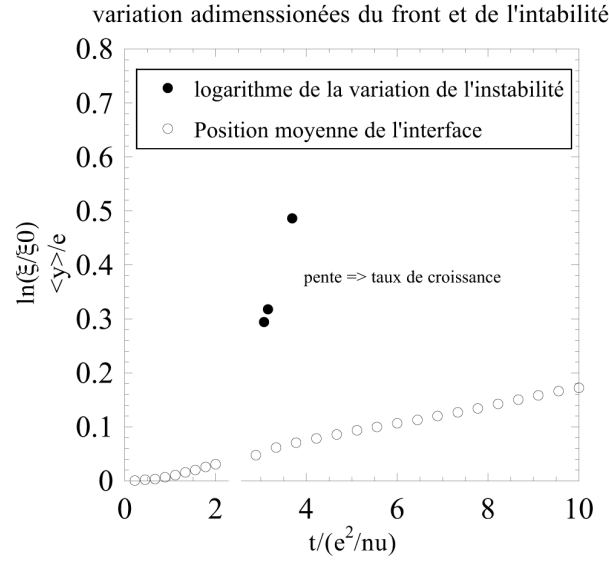 variation adimenssionées du front et de l'intabilité
0.8
logarithme de la variation de l'instabilité
0.7
Position moyenne de l'interface
0.6
0.5
ln(ξ/ξ0)
<y>/e
0.4
pente => taux de croissance
0.3
0.2
0.1
0
0
2
4
6
8
10
t/(e²/nu)